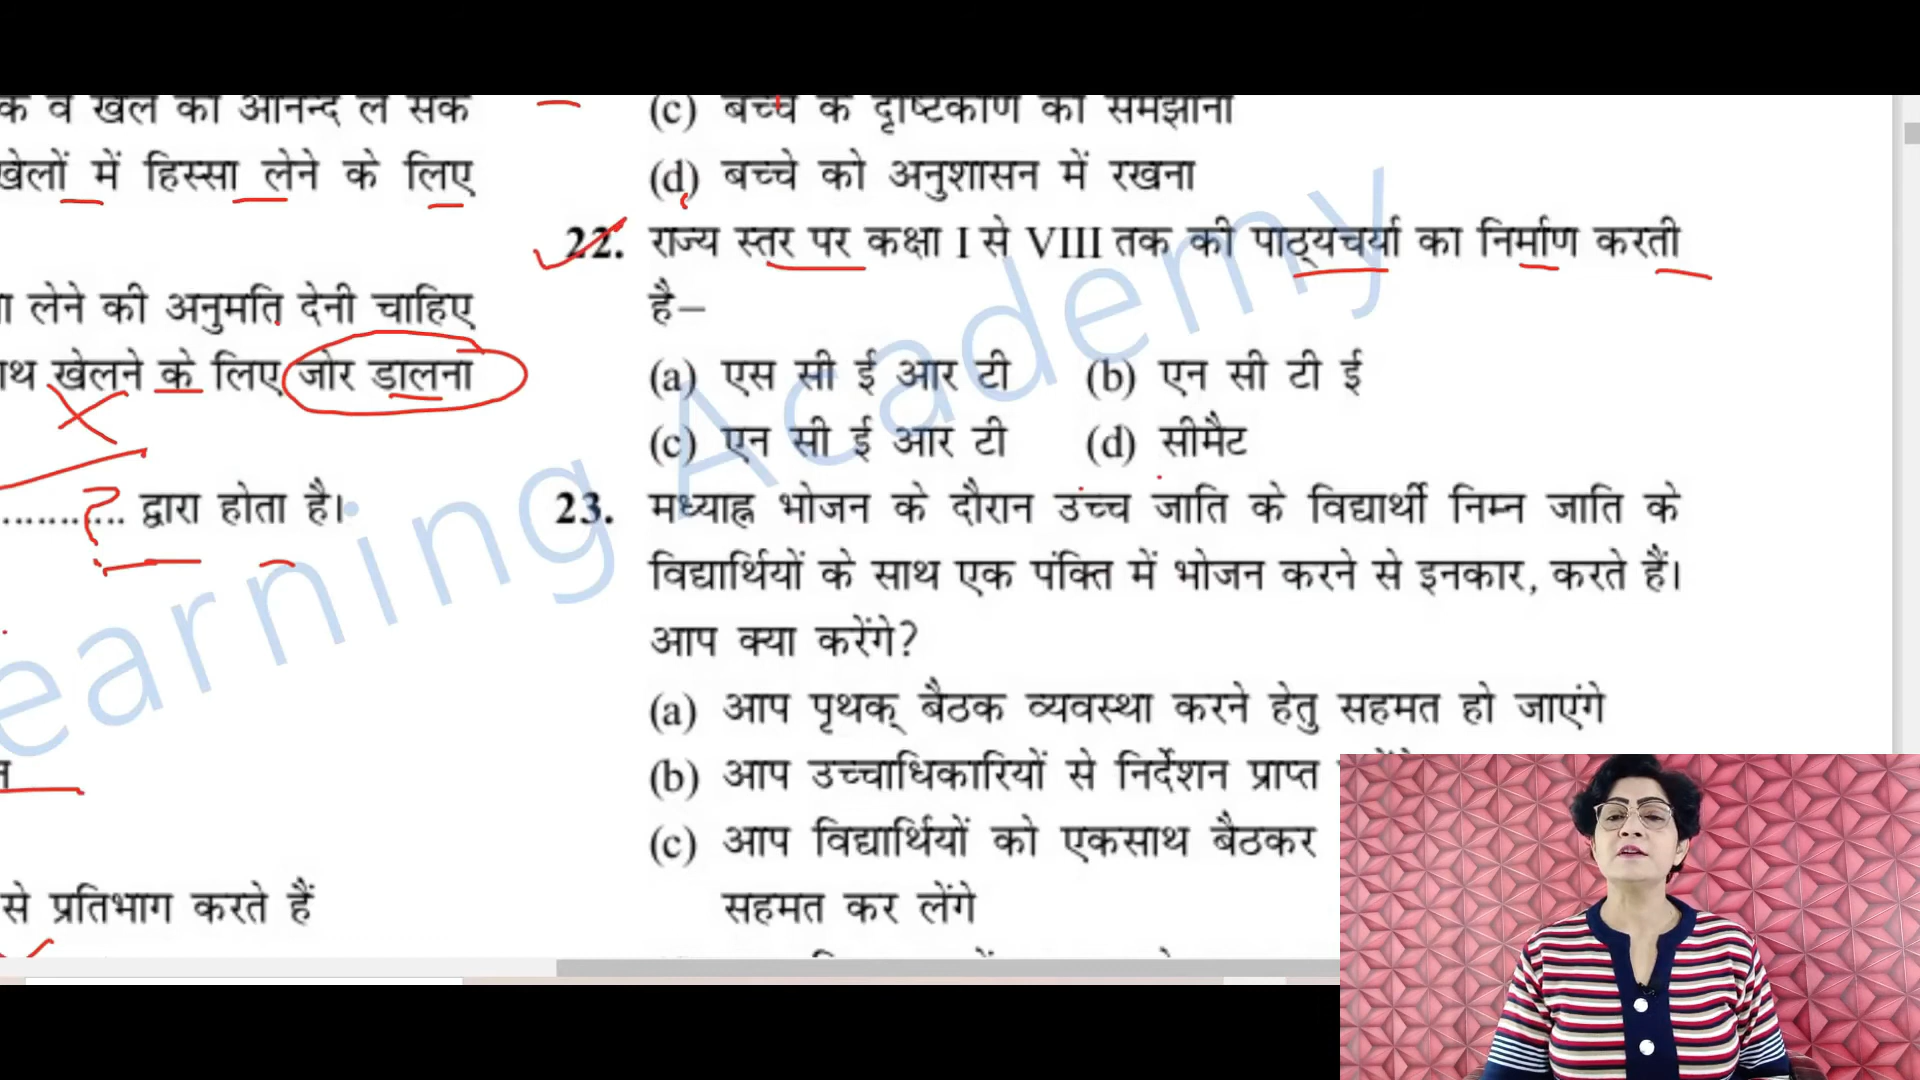 क व खेल का आनन्द ले सक
खेलों में हिस्सा लेने के लिए
लेने की अनुमति देनी चाहिए
खेलने के लिए जोर डालना
............ द्वारा होता है।
से प्रतिभाग करते हैं
(c) बच्चे के दृष्टिकोण को समझाना
(d) बच्चे को अनुशासन में रखना
22. राज्य स्तर पर कक्षा I से VIII तक की पाठ्यचर्या का निर्माण करती
है–
(a) एस सी ई आर टी (b) एन सी टी ई
(c) एन सी ई आर टी (d) सीमैट
23. मध्याह्न भोजन के दौरान उच्च जाति के विद्यार्थी निम्न जाति के
विद्यार्थियों के साथ एक पंक्ति में भोजन करने से इनकार, करते हैं।
आप क्या करेंगे?
(a) आप पृथक् बैठक व्यवस्था करने हेतु सहमत हो जाएंगे
(b) आप उच्चाधिकारियों से निर्देशन प्राप्त
(c) आप विद्यार्थियों को एकसाथ बैठकर
सहमत कर लेंगे
earning Academy